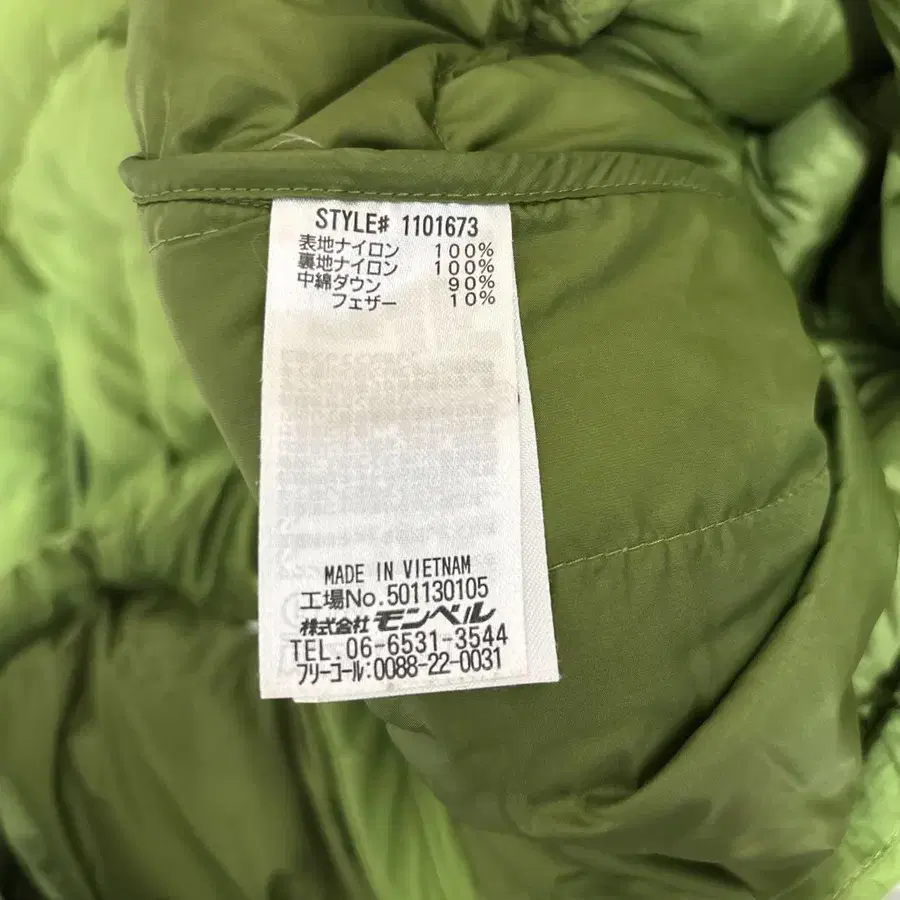 STYLE# 1101673
表地ナイロン 100%
裏地ナイロン 100%
中綿ダウン 90%
フェザー 10%
MADE IN VIETNAM
工場No.501130105
株式会社 モンベル
TEL.06-6531-3544
フリーコール:0088-22-0031